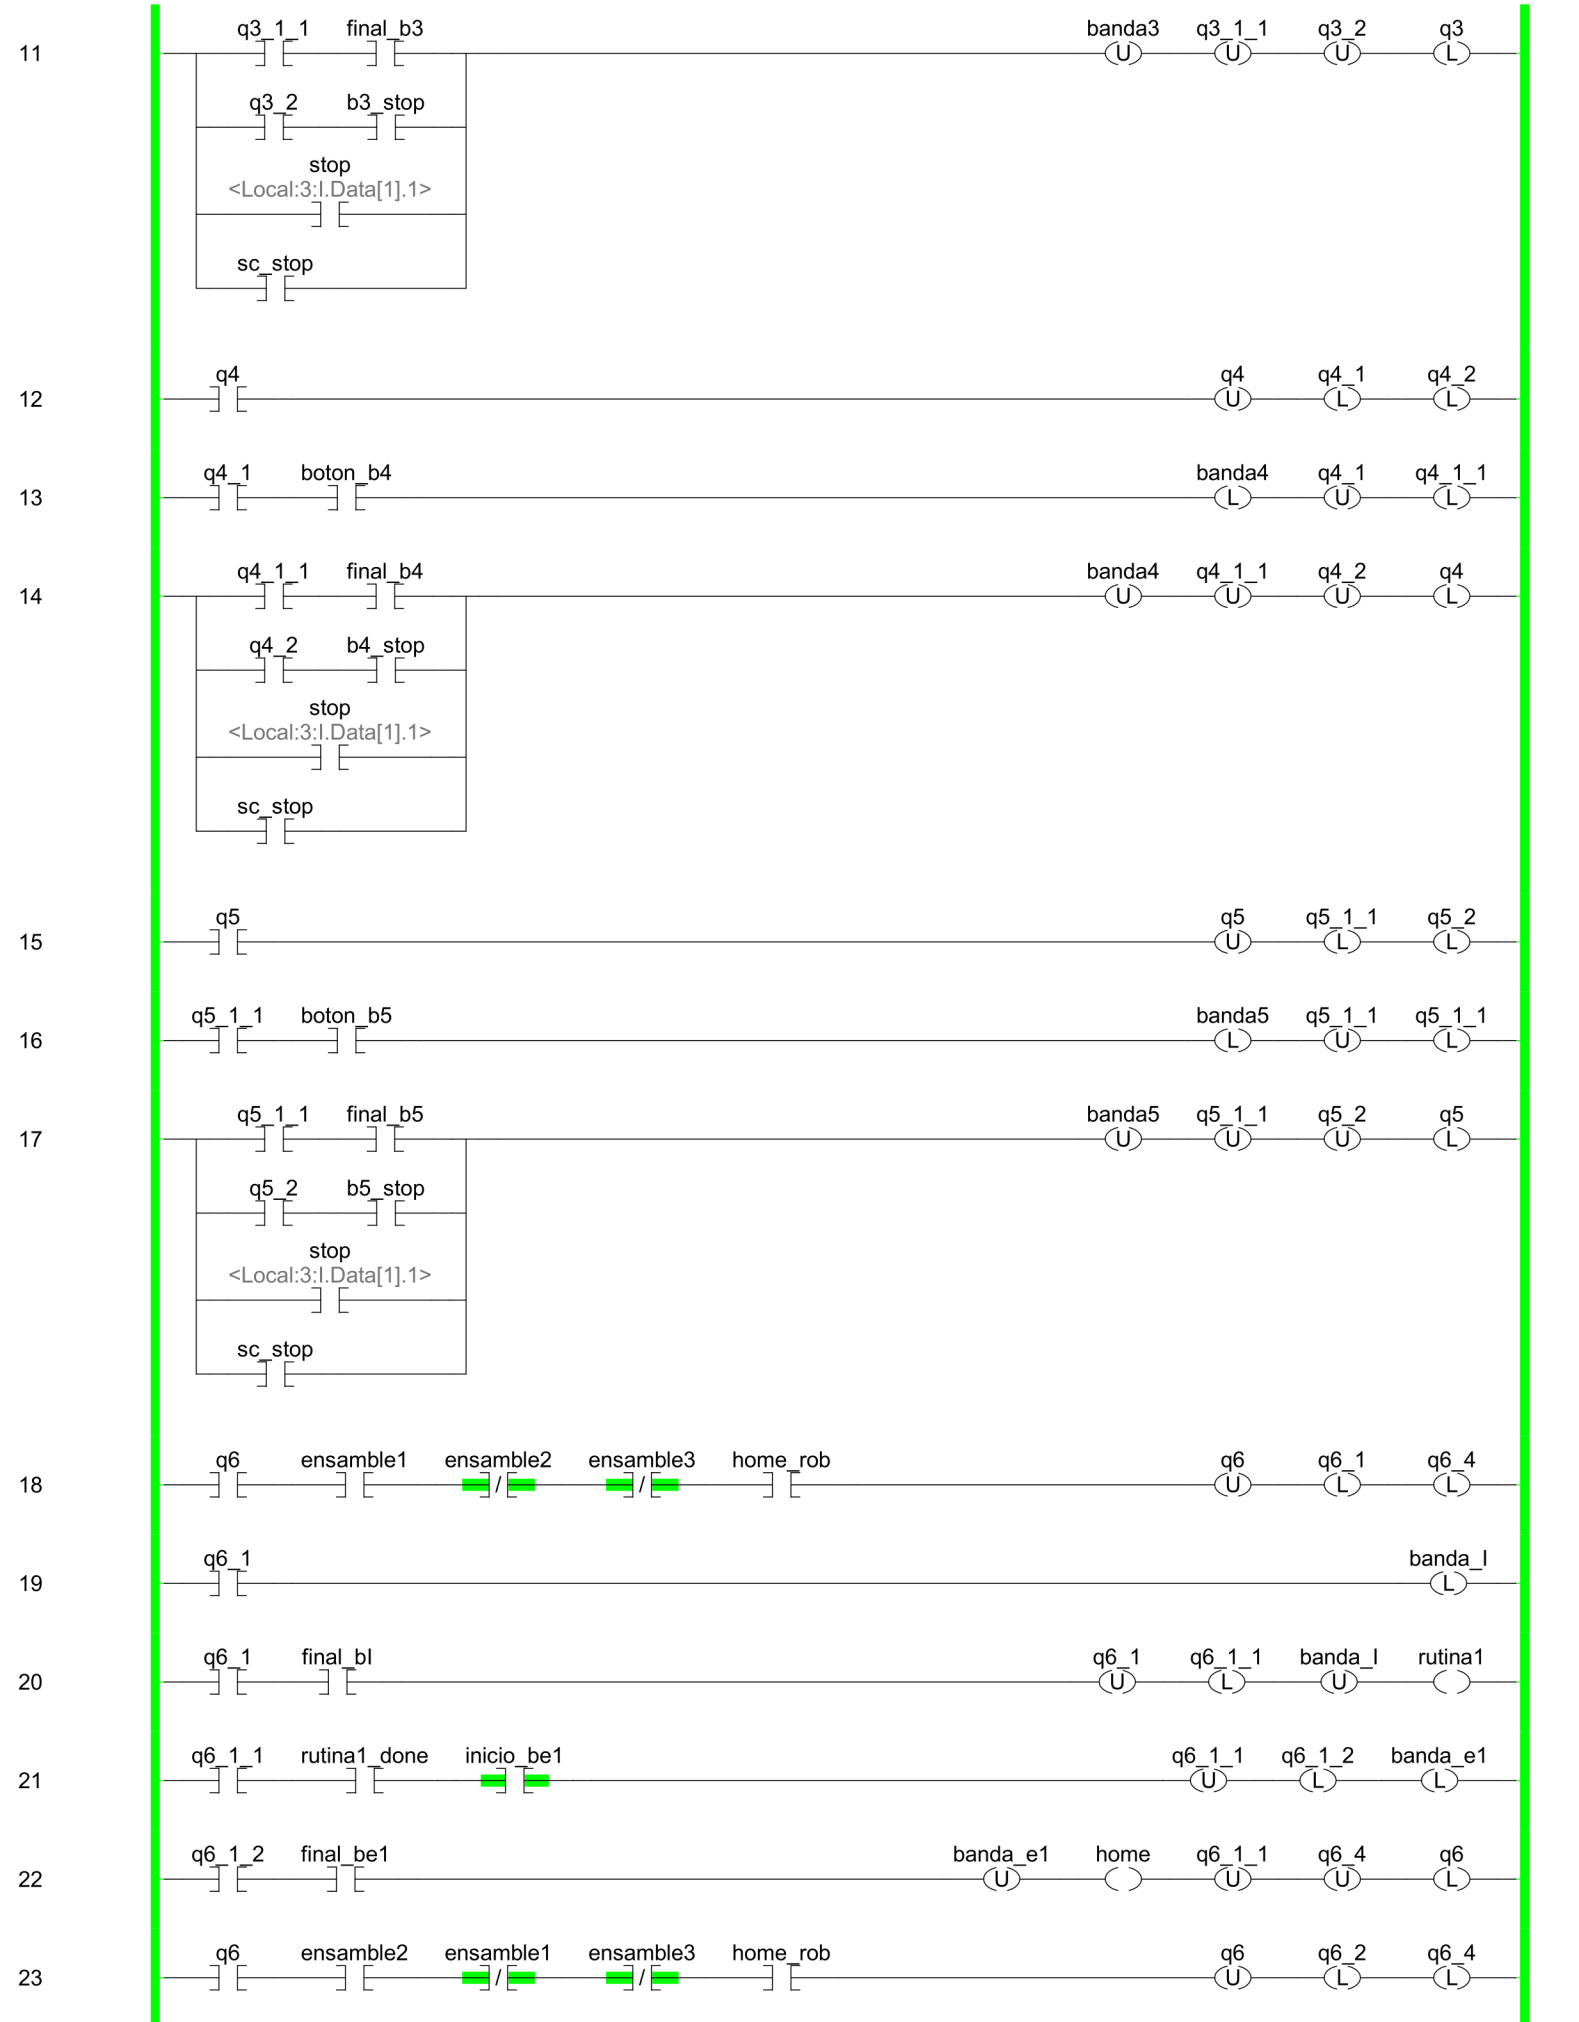 q3_1_1 final_b3 banda3 q3_1_1 q3_2 q3
11 U U U L
q3_2 b3_stop
stop
<Local:3:I.Data[1].1>
sc_stop
q4 q4 q4_1 q4_2
12 U L L
q4_1 boton_b4 banda4 q4_1 q4_1_1
13 L U L
q4_1_1 final_b4 banda4 q4_1_1 q4_2 q4
14 U U U L
q4_2 b4_stop
stop
<Local:3:I.Data[1].1>
sc_stop
q5 q5 q5_1_1 q5_2
15 U L L
q5_1_1 boton_b5 banda5 q5_1_1 q5_1_1
16 L U L
q5_1_1 final_b5 banda5 q5_1_1 q5_2 q5
17 U U U L
q5_2 b5_stop
stop
<Local:3:I.Data[1].1>
sc_stop
q6 ensamble1 ensamble2 ensamble3 home_rob q6 q6_1 q6_4
18 / / U L L
q6_1 banda_I
19 L
q6_1 final_bI q6_1 q6_1_1 banda_I rutina1
20 U L U
q6_1_1 rutina1_done inicio_be1 q6_1_1 q6_1_2 banda_e1
21 U L L
q6_1_2 final_be1 banda_e1 home q6_1_1 q6_4 q6
22 U U U L
q6 ensamble2 ensamble1 ensamble3 home_rob q6 q6_2 q6_4
23 / / U L L